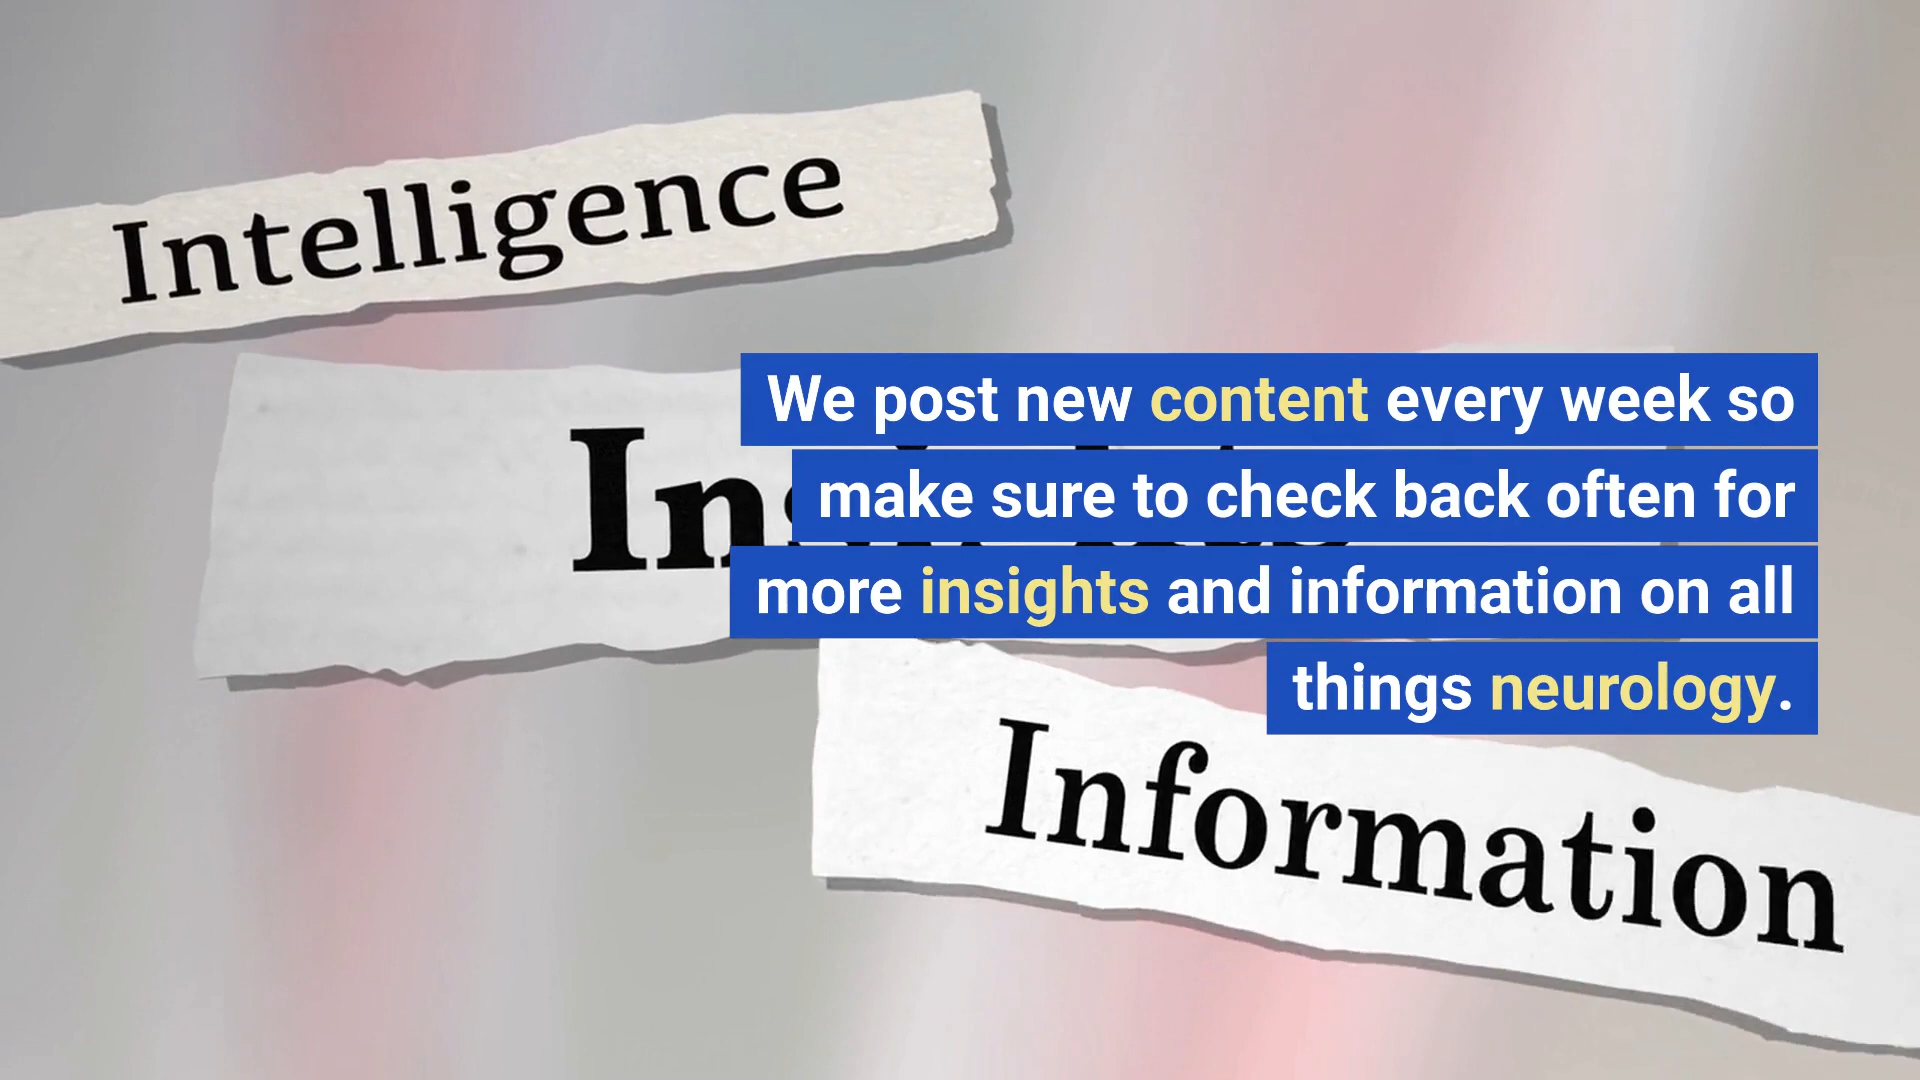 Intelligence
We post new content every week so
make sure to check back often for
more insights and information on all
things neurology.
Information